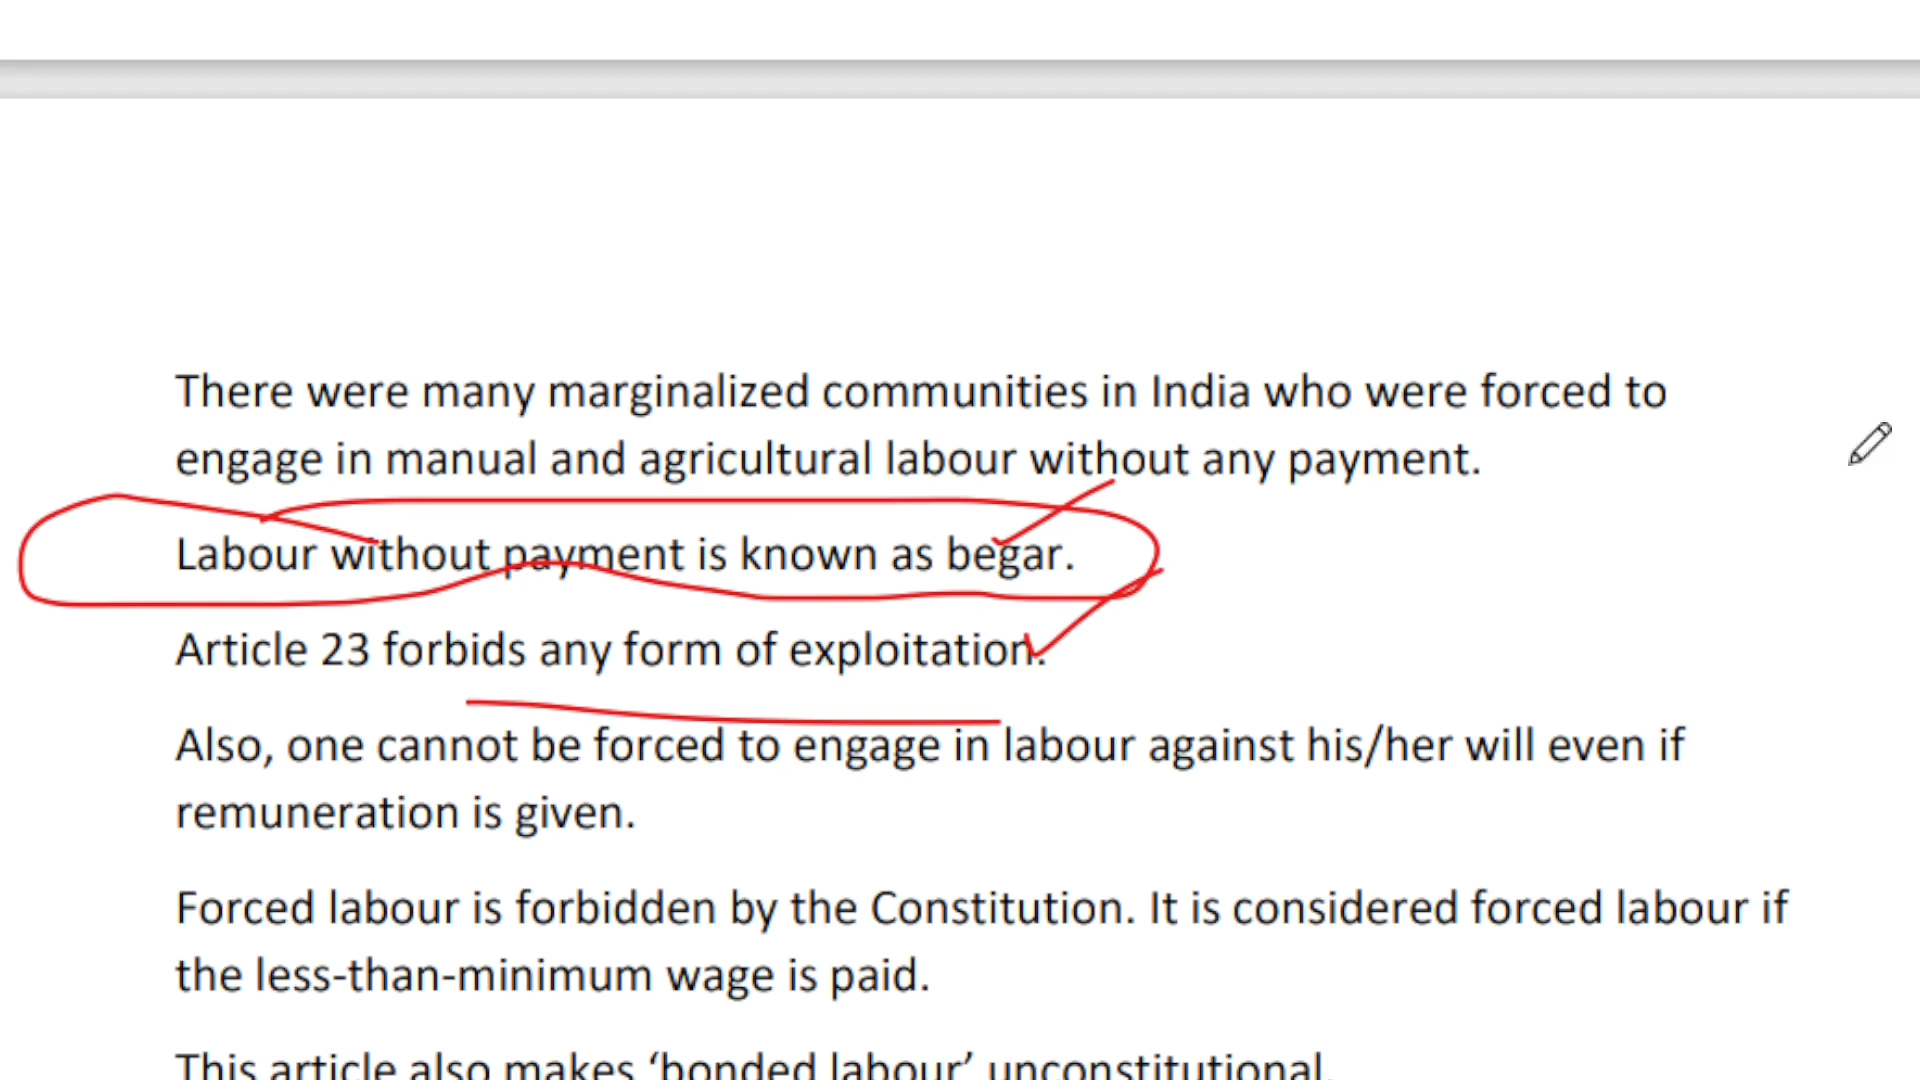 There were many marginalized communities in India who were forced to
engage in manual and agricultural labour without any payment.
Labour without payment is known as begar.
Article 23 forbids any form of exploitation.
Also, one cannot be forced to engage in labour against his/her will even if
remuneration is given.
Forced labour is forbidden by the Constitution. It is considered forced labour if
the less-than-minimum wage is paid.
This article also makes ‘bonded labour’ unconstitutional.